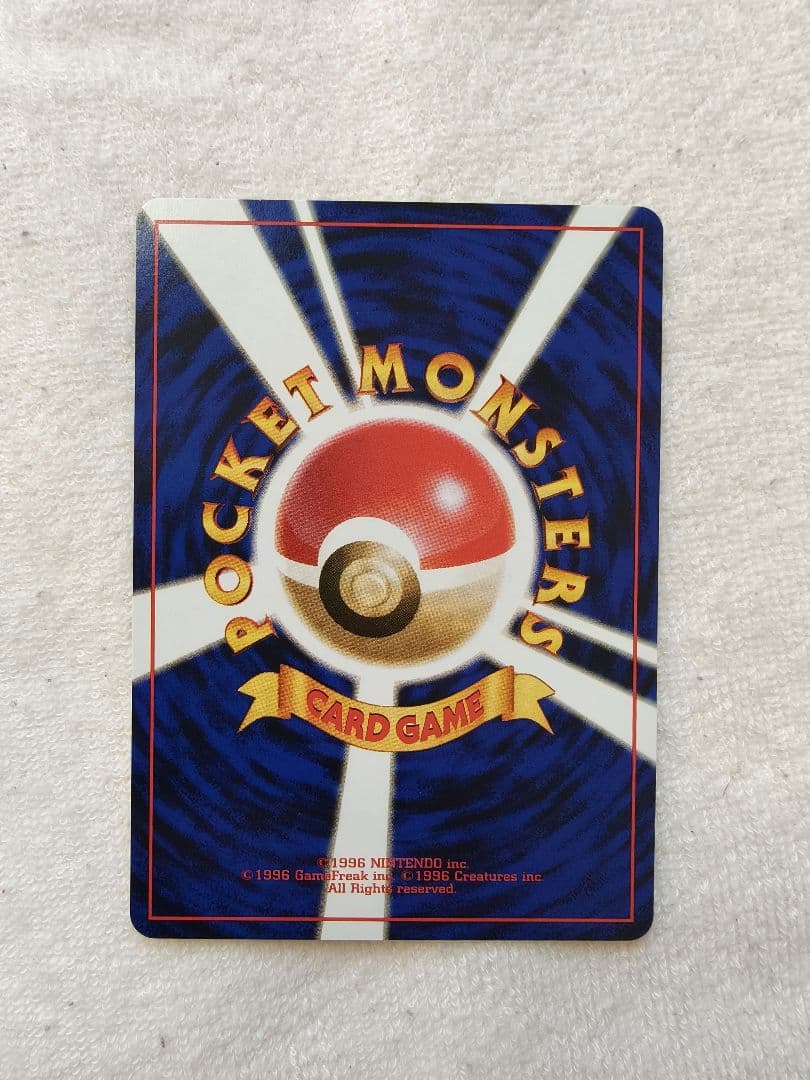 POCKET MONSTERS
CARD GAME
©1996 NINTENDO inc.
©1996 GameFreak inc. ©1996 Creatures inc.
All Rights reserved.